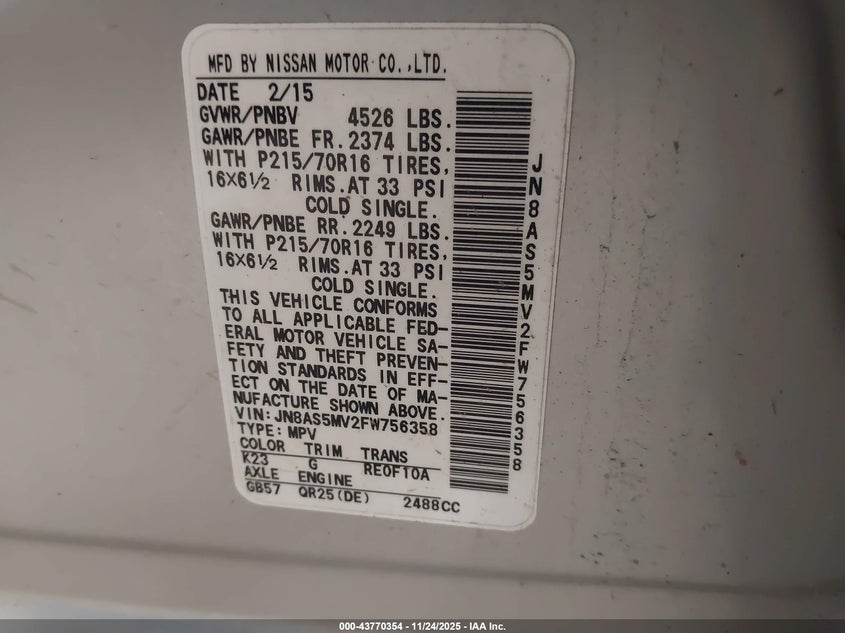 MFD BY NISSAN MOTOR CO.,LTD.
DATE 2/15
GVWR/PNBV 4526 LBS.
GAWR/PNBE FR.2374 LBS.
WITH P215/70R16 TIRES,
16X6½ RIMS.AT 33 PSI
COLD SINGLE.
GAWR/PNBE RR.2249 LBS.
WITH P215/70R16 TIRES,
16X6½ RIMS.AT 33 PSI
COLD SINGLE.
THIS VEHICLE CONFORMS
TO ALL APPLICABLE FED-
ERAL MOTOR VEHICLE SA-
FETY AND THEFT PREVEN-
TION STANDARDS IN EFF-
ECT ON THE DATE OF MA-
NUFACTURE SHOWN ABOVE.
VIN:JN8AS5MV2FW756358
TYPE:MPV
COLOR TRIM TRANS
K23 G RE0F10A
AXLE ENGINE
GB57 QR25(DE) 2488CC
JN8AS5MV2FW756358
000-43770354 - 11/24/2025 - IAA Inc.